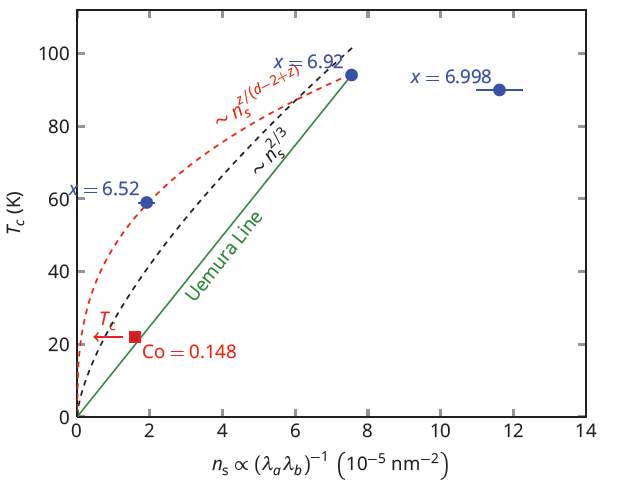 100
80
60
40
20
0
0 2 4 6 8 10 12 14
T_c (K)
n_s ∝ (λ_aλ_b)^−1 (10^−5 nm^−2)
x = 6.92
x = 6.998
~ n_s^z/(d−2+z)
~ n_s^2/3
x = 6.52
Uemura Line
T_c
Co = 0.148